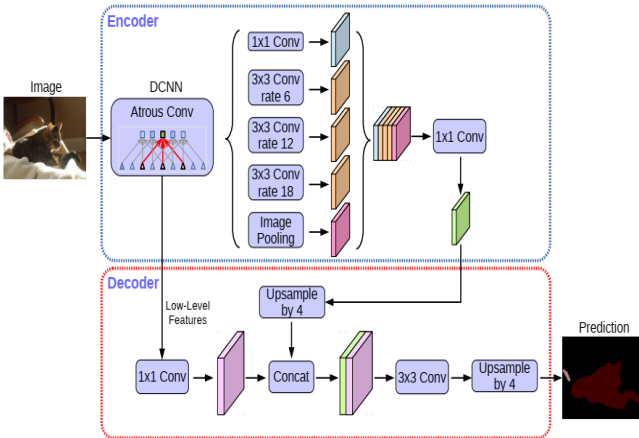 Encoder
Image
DCNN
Atrous Conv
1x1 Conv
3x3 Conv
rate 6
3x3 Conv
rate 12
3x3 Conv
rate 18
Image
Pooling
1x1 Conv
Decoder
Low-Level
Features
Upsample
by 4
1x1 Conv
Concat
3x3 Conv
Upsample
by 4
Prediction